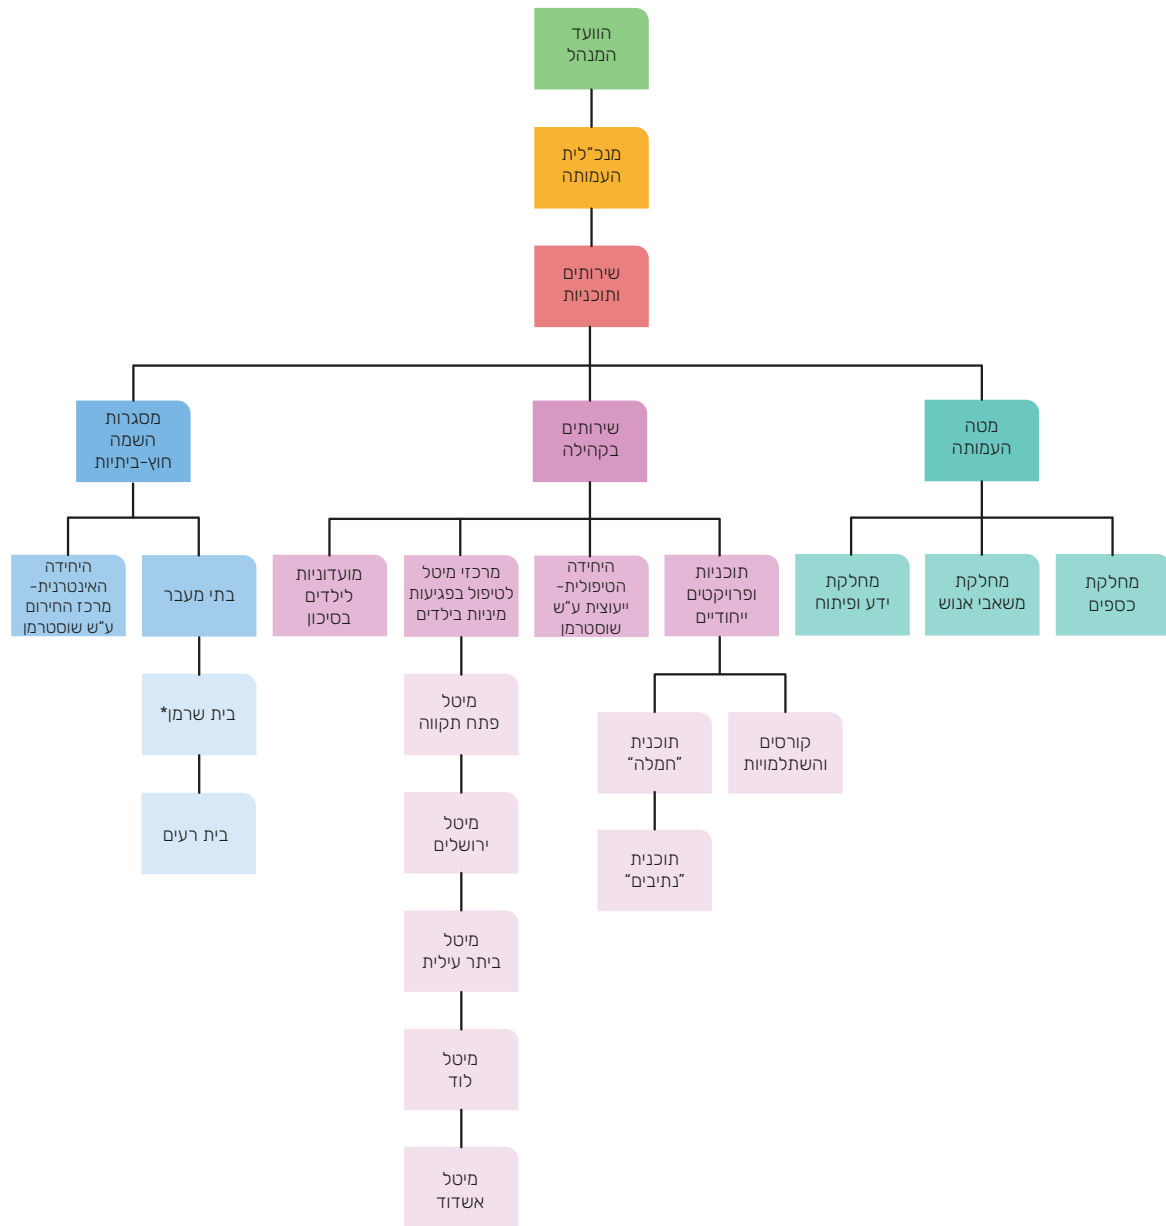 הוועד
המנהל
מנכ"לית
העמותה
שירותים
ותוכניות
מטה
העמותה
שירותים
בקהילה
מסגרות
השמה
חוץ-ביתיות
מחלקת
כספים
מחלקת
משאבי אנוש
מחלקת
ידע ופיתוח
תוכניות
ופרויקטים
ייחודיים
היחידה
הטיפולית-
ייעוצית ע"ש
שוסטרמן
מרכזי מיטל
לטיפול בפגיעות
מיניות בילדים
מועדוניות
לילדים
בסיכון
בתי מעבר
היחידה
האינטרנית-
מרכז החירום
ע"ש שוסטרמן
קורסים
והשתלמויות
תוכנית
"חמלה"
תוכנית
"נתיבים"
מיטל
פתח תקווה
מיטל
ירושלים
מיטל
ביתר עילית
מיטל
לוד
מיטל
אשדוד
בית שרמן*
בית רעים